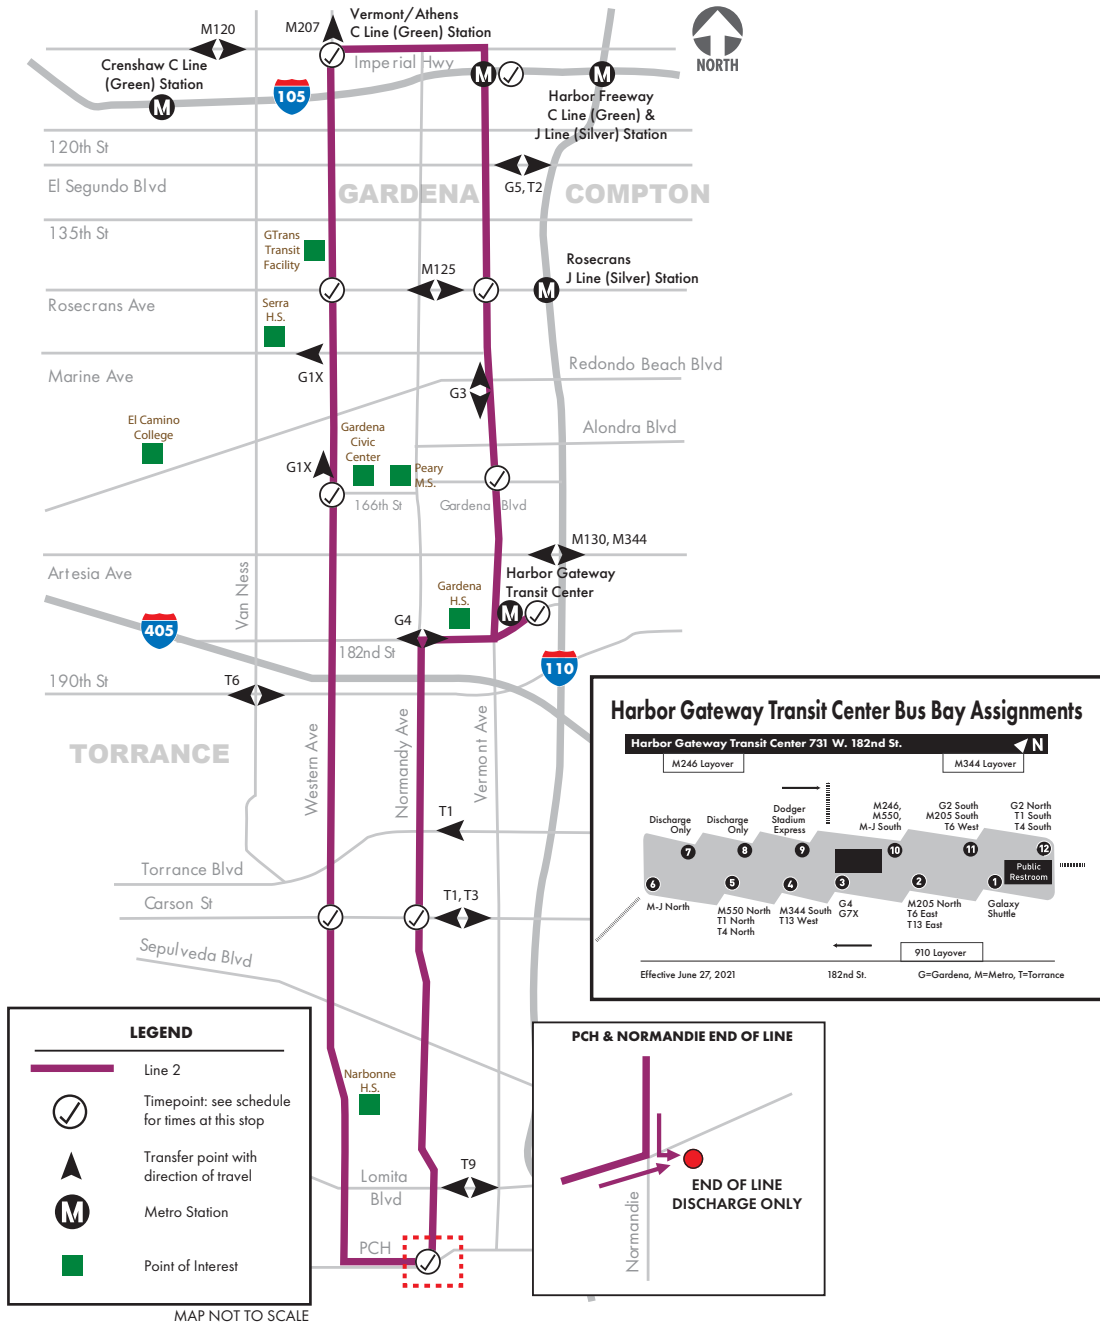 M120
M207
Vermont/Athens
C Line (Green) Station
NORTH
Imperial Hwy
Crenshaw C Line
(Green) Station
M
105
M
M
Harbor Freeway
C Line (Green) &
J Line (Silver) Station
120th St
El Segundo Blvd
G5, T2
GARDENA
COMPTON
135th St
GTrans
Transit
Facility
M125
Rosecrans
J Line (Silver) Station
M
Rosecrans Ave
Serra
H.S.
G1X
Marine Ave
Redondo Beach Blvd
G3
El Camino
College
Gardena
Civic
Center
Alondra Blvd
G1X
Peary
M.S.
166th St
Gardena Blvd
M130, M344
Artesia Ave
Van Ness
Harbor Gateway
Transit Center
Gardena
H.S.
M
G4
405
182nd St
110
190th St
T6
TORRANCE
Western Ave
Normandy Ave
Vermont Ave
T1
Torrance Blvd
Carson St
T1, T3
Sepulveda Blvd
Narbonne
H.S.
Lomita
Blvd
T9
PCH
Harbor Gateway Transit Center Bus Bay Assignments
Harbor Gateway Transit Center 731 W. 182nd St.
N
M246 Layover
M344 Layover
Discharge
Only
Discharge
Only
Dodger
Stadium
Express
M246,
M550,
M-J South
G2 South
M205 South
T6 West
G2 North
T1 South
T4 South
7
8
9
10
11
12
Public
Restroom
6
5
4
3
2
1
M-J North
M550 North
T1 North
T4 North
M344 South
T13 West
G4
G7X
M205 North
T6 East
T13 East
Galaxy
Shuttle
910 Layover
Effective June 27, 2021
182nd St.
G=Gardena, M=Metro, T=Torrance
LEGEND
Line 2
Timepoint: see schedule
for times at this stop
Transfer point with
direction of travel
M
Metro Station
Point of Interest
MAP NOT TO SCALE
PCH & NORMANDIE END OF LINE
END OF LINE
DISCHARGE ONLY
Normandie